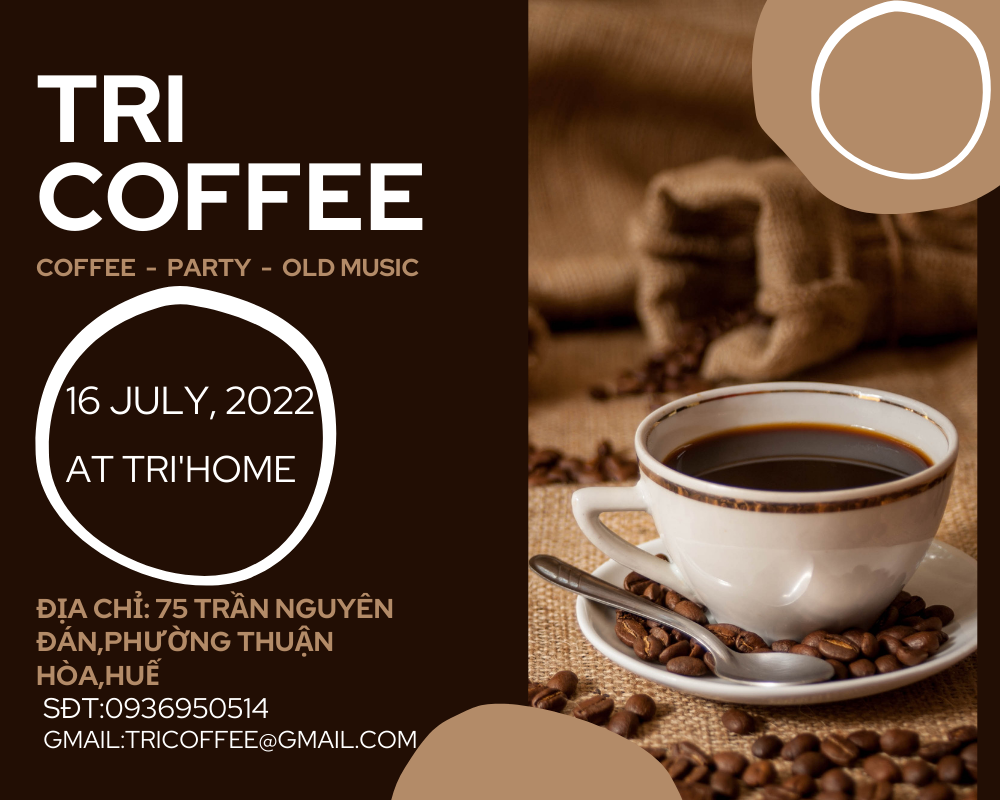 TRI
COFFEE
COFFEE - PARTY - OLD MUSIC
16 JULY, 2022
AT TRI'HOME
ĐỊA CHỈ: 75 TRẦN NGUYÊN
ĐÁN,PHƯỜNG THUẬN
HÒA,HUẾ
SĐT:0936950514
GMAIL:TRICOFFEE@GMAIL.COM